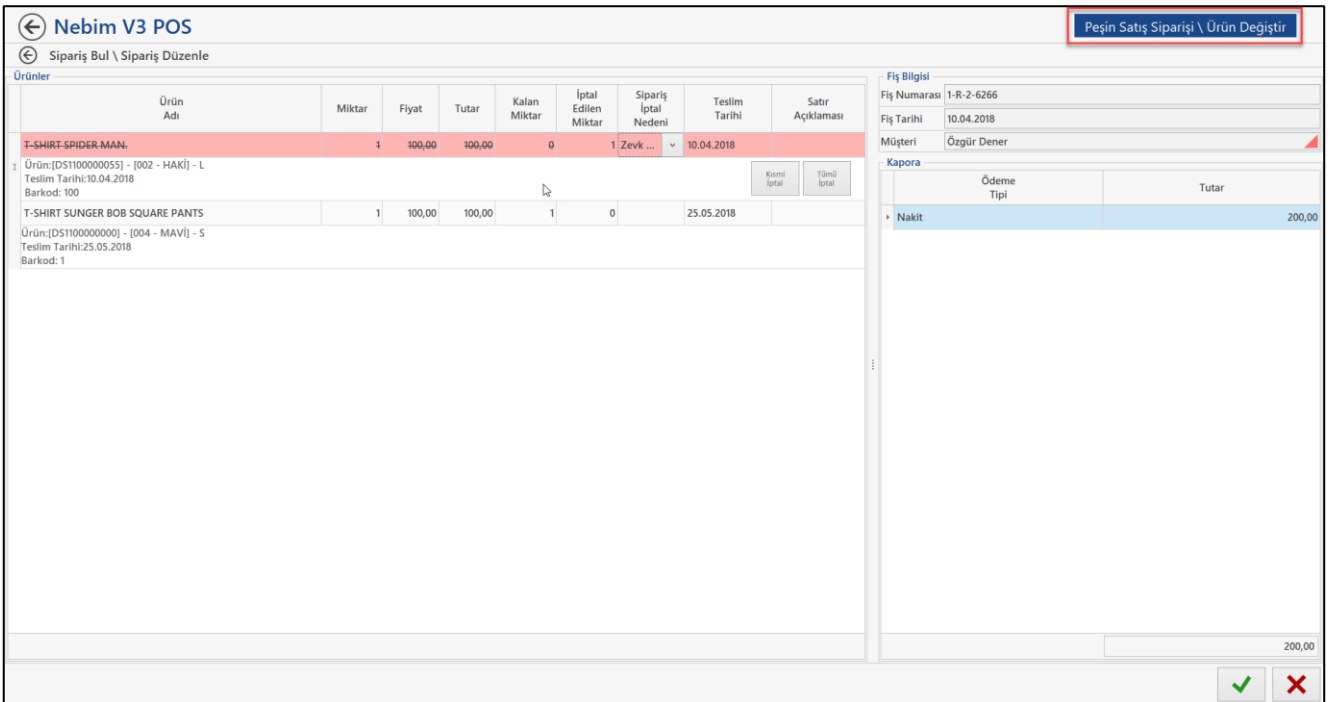 Nebim V3 POS
Peşin Satış Siparişi \ Ürün Değiştir
Sipariş Bul \ Sipariş Düzenle
Ürünler
Ürün Adı Miktar Fiyat Tutar Kalan Miktar İptal Edilen Miktar Sipariş İptal Nedeni Teslim Tarihi Satır Açıklaması
T-SHIRT SPIDER MAN. 1 100,00 100,00 0 1 Zevk ... 10.04.2018
Ürün:[DS1100000055] - [002 - HAKİ] - L
Teslim Tarihi:10.04.2018
Barkod: 100
Kısmi İptal
Tümü İptal
T-SHIRT SUNGER BOB SQUARE PANTS 1 100,00 100,00 1 0 25.05.2018
Ürün:[DS1100000000] - [004 - MAVİ] - S
Teslim Tarihi:25.05.2018
Barkod: 1
Fiş Bilgisi
Fiş Numarası 1-R-2-6266
Fiş Tarihi 10.04.2018
Müşteri Özgür Dener
Kapora
Ödeme Tipi Tutar
Nakit 200,00
200,00